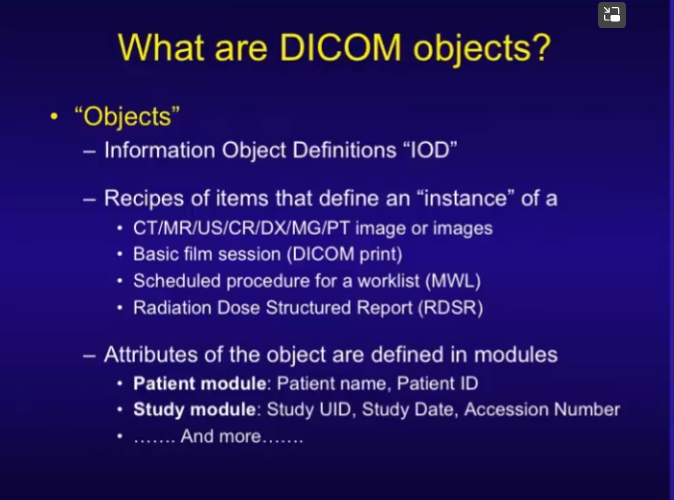 What are DICOM objects?
• “Objects”
– Information Object Definitions “IOD”
– Recipes of items that define an “instance” of a
• CT/MR/US/CR/DX/MG/PT image or images
• Basic film session (DICOM print)
• Scheduled procedure for a worklist (MWL)
• Radiation Dose Structured Report (RDSR)
– Attributes of the object are defined in modules
• Patient module: Patient name, Patient ID
• Study module: Study UID, Study Date, Accession Number
• ……. And more…….